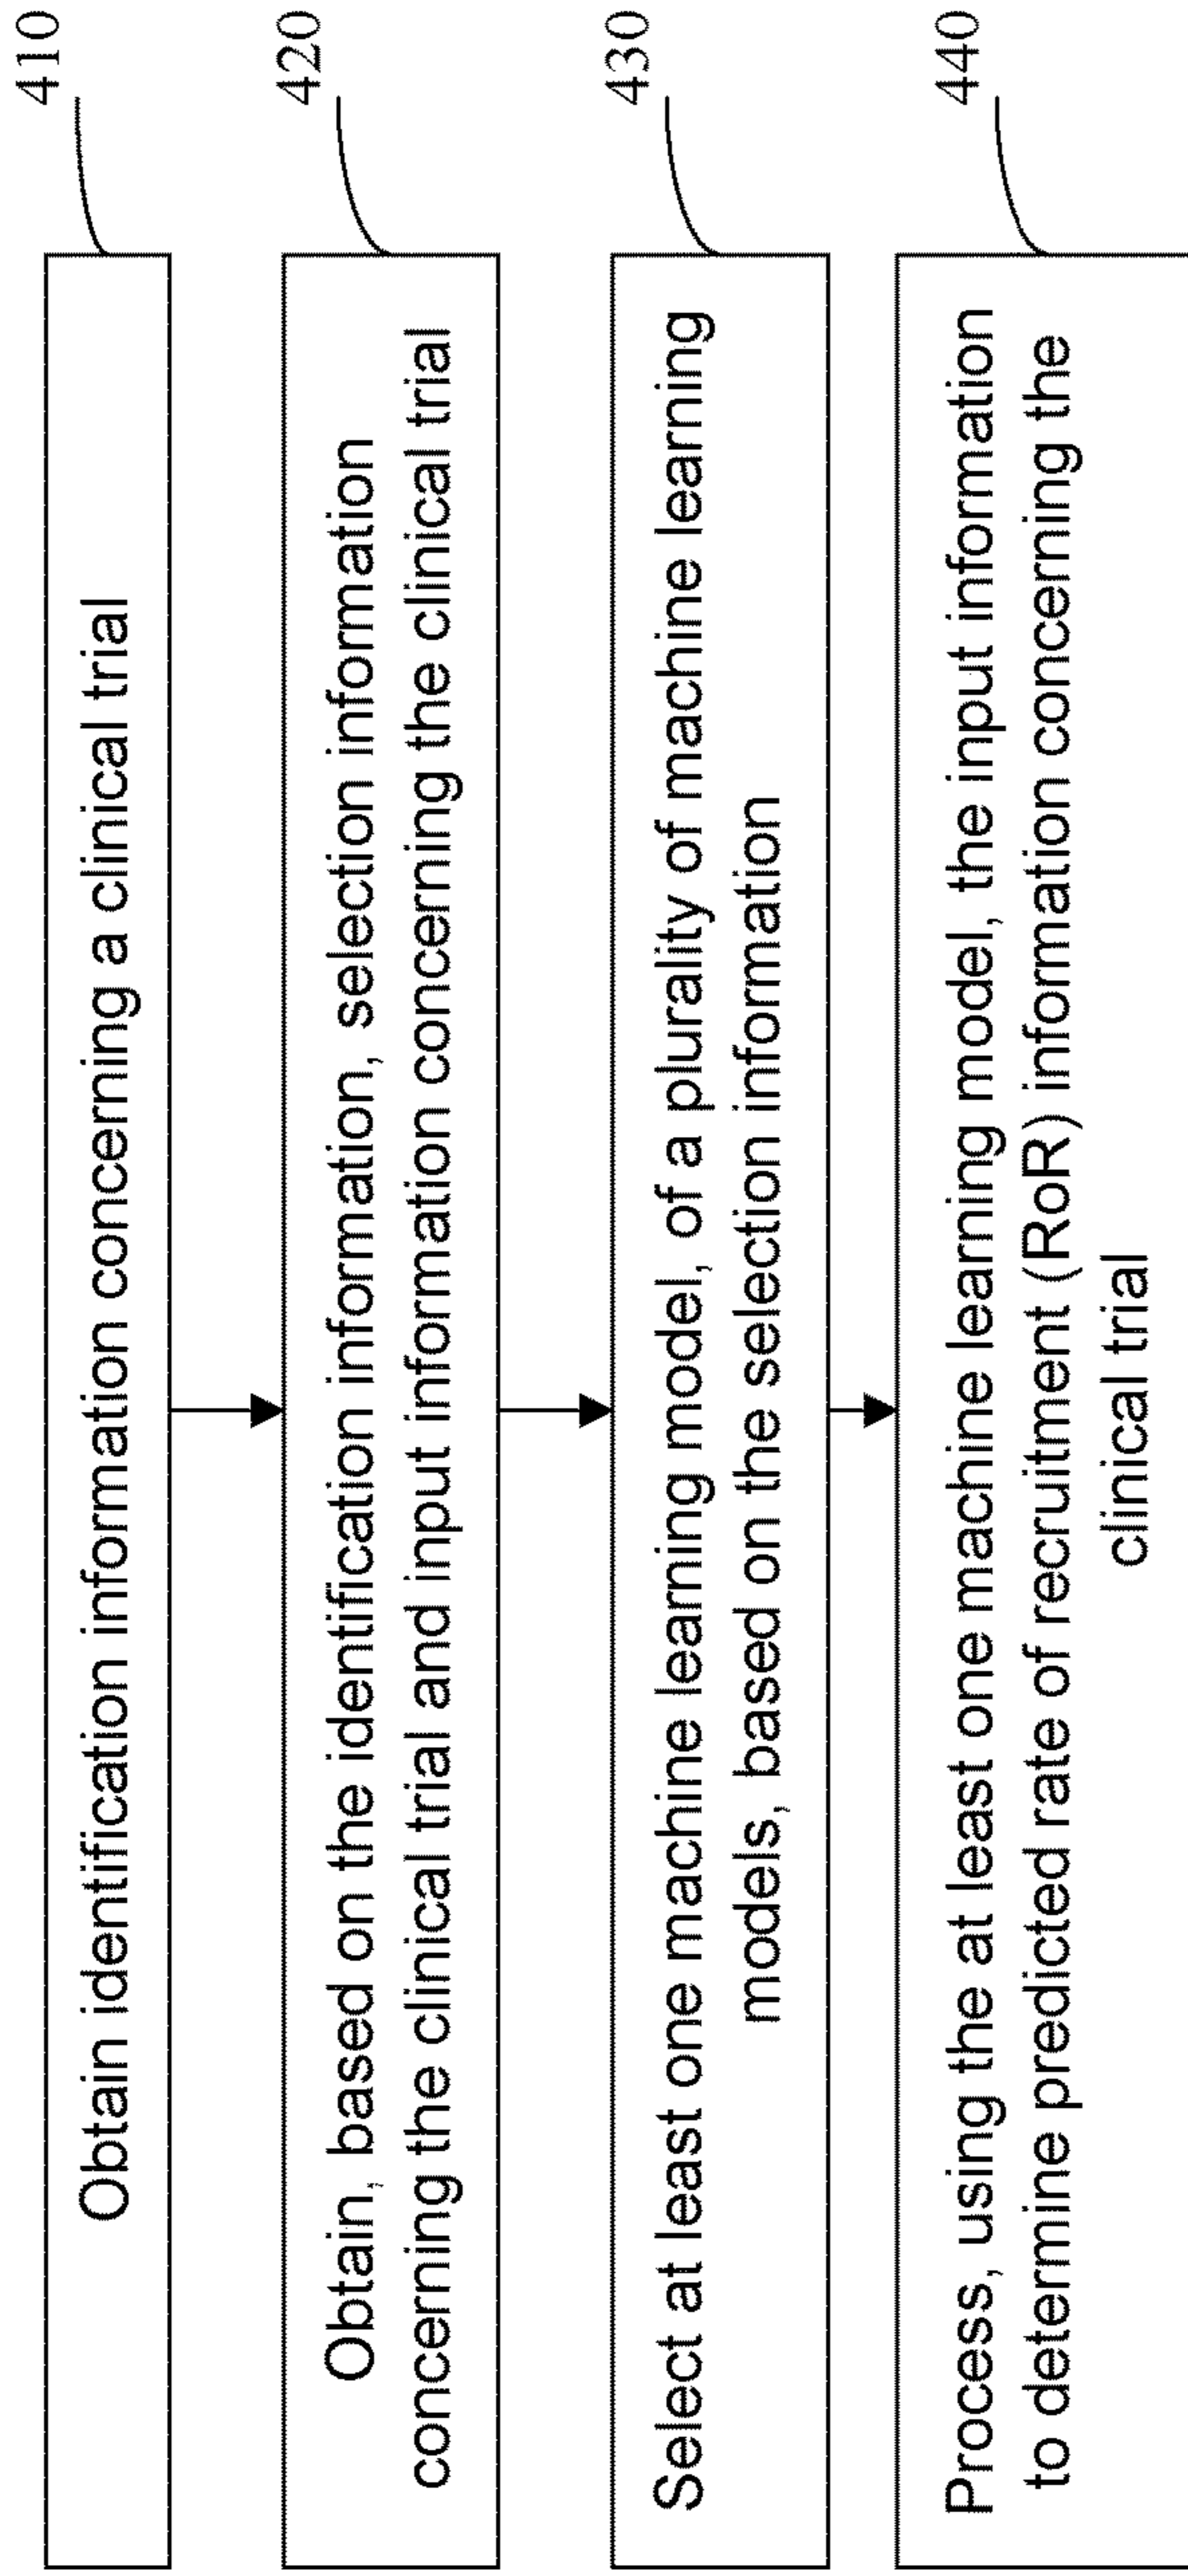 410
Obtain identification information concerning a clinical trial
420
Obtain, based on the identification information, selection information
concerning the clinical trial and input information concerning the clinical trial
430
Select at least one machine learning model, of a plurality of machine learning
models, based on the selection information
440
Process, using the at least one machine learning model, the input information
to determine predicted rate of recruitment (RoR) information concerning the
clinical trial